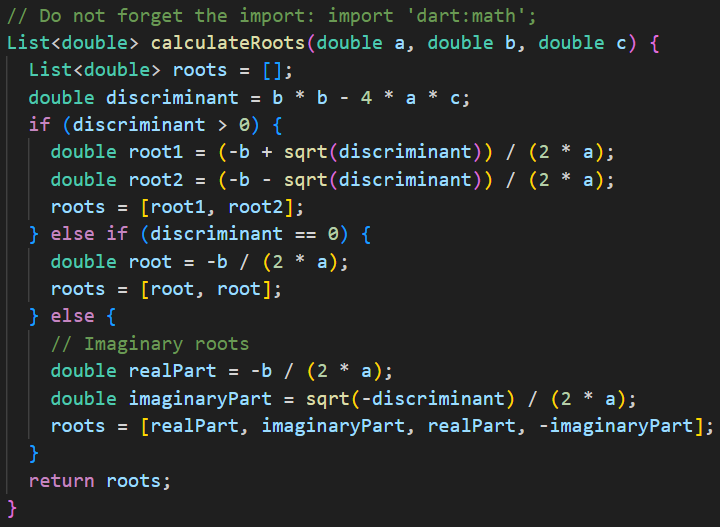 // Do not forget the import: import 'dart:math';
List<double> calculateRoots(double a, double b, double c) {
  List<double> roots = [];
  double discriminant = b * b - 4 * a * c;
  if (discriminant > 0) {
    double root1 = (-b + sqrt(discriminant)) / (2 * a);
    double root2 = (-b - sqrt(discriminant)) / (2 * a);
    roots = [root1, root2];
  } else if (discriminant == 0) {
    double root = -b / (2 * a);
    roots = [root, root];
  } else {
    // Imaginary roots
    double realPart = -b / (2 * a);
    double imaginaryPart = sqrt(-discriminant) / (2 * a);
    roots = [realPart, imaginaryPart, realPart, -imaginaryPart];
  }
  return roots;
}